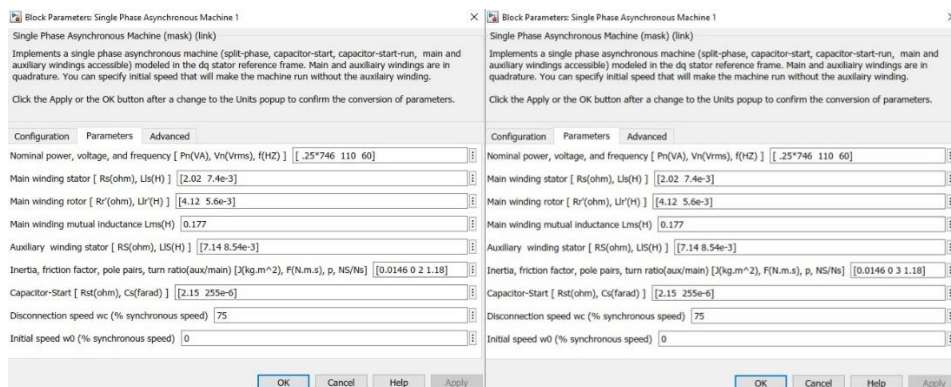 Block Parameters: Single Phase Asynchronous Machine 1
Single Phase Asynchronous Machine (mask) (link)
Implements a single phase asynchronous machine (split-phase, capacitor-start, capacitor-start-run, main and
auxiliary windings accessible) modeled in the dq stator reference frame. Main and auxiliairy windings are in
quadrature. You can specify initial speed that will make the machine run without the auxilairy winding.
Click the Apply or the OK button after a change to the Units popup to confirm the conversion of parameters.
Configuration Parameters Advanced
Nominal power, voltage, and frequency [ Pn(VA), Vn(Vrms), f(HZ) ] [ .25*746 110 60]
Main winding stator [ Rs(ohm), Lls(H) ] [2.02 7.4e-3]
Main winding rotor [ Rr'(ohm), Llr'(H) ] [4.12 5.6e-3]
Main winding mutual inductance Lms(H) 0.177
Auxiliary winding stator [ RS(ohm), LlS(H) ] [7.14 8.54e-3]
Inertia, friction factor, pole pairs, turn ratio(aux/main) [J(kg.m^2), F(N.m.s), p, NS/Ns] [0.0146 0 2 1.18]
Capacitor-Start [ Rst(ohm), Cs(farad) ] [2.15 255e-6]
Disconnection speed wc (% synchronous speed) 75
Initial speed w0 (% synchronous speed) 0
OK Cancel Help Apply
Block Parameters: Single Phase Asynchronous Machine 1
Single Phase Asynchronous Machine (mask) (link)
Implements a single phase asynchronous machine (split-phase, capacitor-start, capacitor-start-run, main and
auxiliary windings accessible) modeled in the dq stator reference frame. Main and auxiliairy windings are in
quadrature. You can specify initial speed that will make the machine run without the auxilairy winding.
Click the Apply or the OK button after a change to the Units popup to confirm the conversion of parameters.
Configuration Parameters Advanced
Nominal power, voltage, and frequency [ Pn(VA), Vn(Vrms), f(HZ) ] [ .25*746 110 60]
Main winding stator [ Rs(ohm), Lls(H) ] [2.02 7.4e-3]
Main winding rotor [ Rr'(ohm), Llr'(H) ] [4.12 5.6e-3]
Main winding mutual inductance Lms(H) 0.177
Auxiliary winding stator [ RS(ohm), LlS(H) ] [7.14 8.54e-3]
Inertia, friction factor, pole pairs, turn ratio(aux/main) [J(kg.m^2), F(N.m.s), p, NS/Ns] [0.0146 0 3 1.18]
Capacitor-Start [ Rst(ohm), Cs(farad) ] [2.15 255e-6]
Disconnection speed wc (% synchronous speed) 75
Initial speed w0 (% synchronous speed) 0
OK Cancel Help Apply